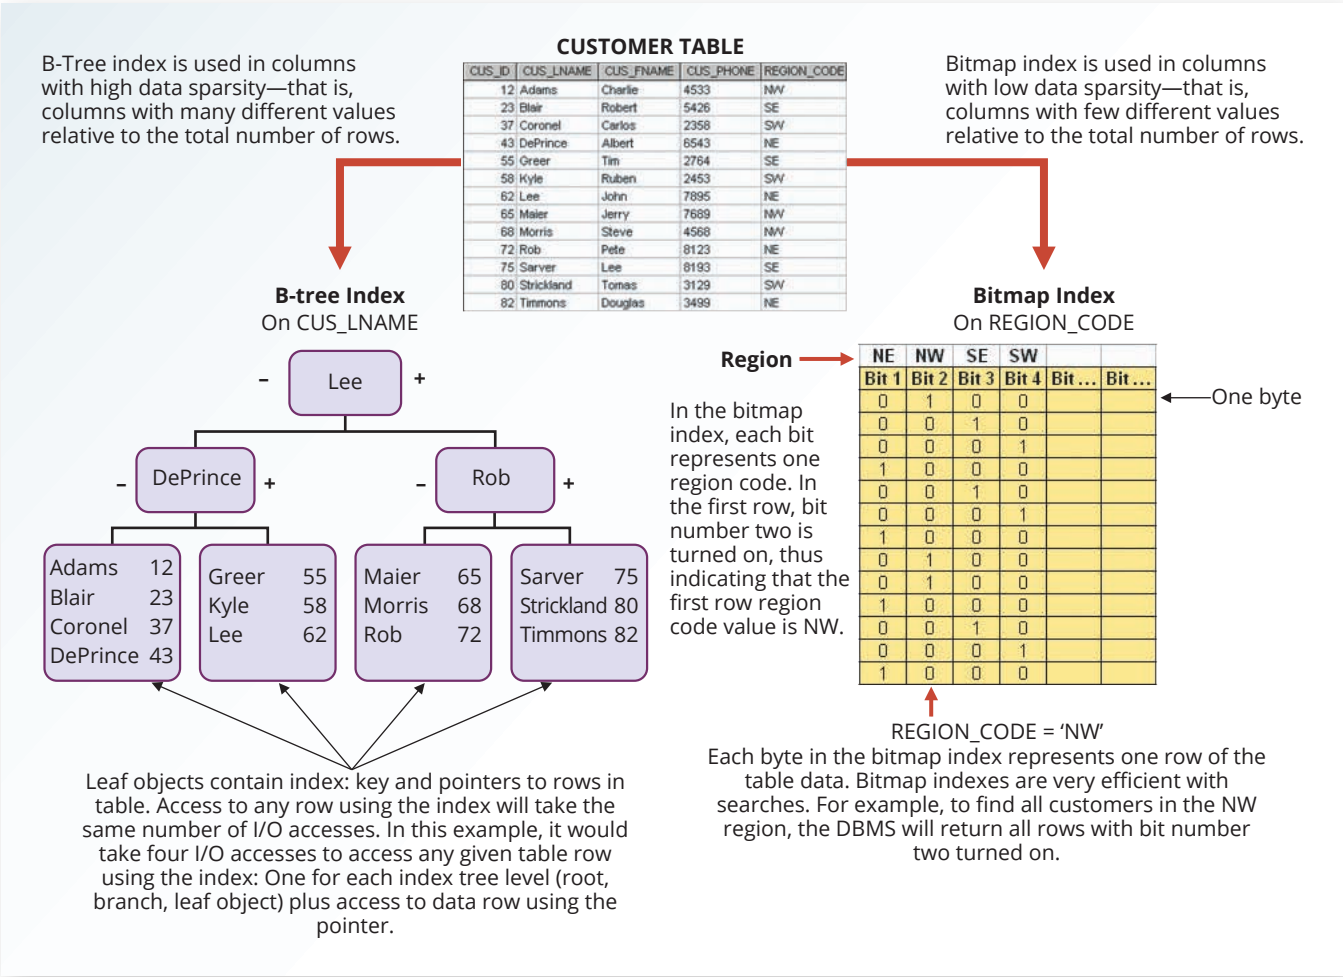 CUSTOMER TABLE
B-Tree index is used in columns
with high data sparsity—that is,
columns with many different values
relative to the total number of rows.
CUS_ID CUS_LNAME CUS_FNAME CUS_PHONE REGION_CODE
12 Adams Charlie 4533 NW
23 Blair Robert 5426 SE
37 Coronel Carlos 2358 SW
43 DePrince Albert 6543 NE
55 Greer Tim 2764 SE
58 Kyle Ruben 2453 SW
62 Lee John 7895 NE
65 Maier Jerry 7689 NW
68 Morris Steve 4568 NW
72 Rob Pete 8123 NE
75 Sarver Lee 8193 SE
80 Strickland Tomas 3129 SW
82 Timmons Douglas 3499 NE
Bitmap index is used in columns
with low data sparsity—that is,
columns with few different values
relative to the total number of rows.
B-tree Index
On CUS_LNAME
– Lee +
– DePrince +
– Rob +
Adams 12
Blair 23
Coronel 37
DePrince 43
Greer 55
Kyle 58
Lee 62
Maier 65
Morris 68
Rob 72
Sarver 75
Strickland 80
Timmons 82
Leaf objects contain index: key and pointers to rows in
table. Access to any row using the index will take the
same number of I/O accesses. In this example, it would
take four I/O accesses to access any given table row
using the index: One for each index tree level (root,
branch, leaf object) plus access to data row using the
pointer.
Bitmap Index
On REGION_CODE
Region
In the bitmap
index, each bit
represents one
region code. In
the first row, bit
number two is
turned on, thus
indicating that the
first row region
code value is NW.
NE NW SE SW
Bit 1 Bit 2 Bit 3 Bit 4 Bit … Bit …
0 1 0 0
0 0 1 0
0 0 0 1
1 0 0 0
0 0 1 0
0 0 0 1
1 0 0 0
0 1 0 0
0 1 0 0
1 0 0 0
0 0 1 0
0 0 0 1
1 0 0 0
One byte
REGION_CODE = ‘NW’
Each byte in the bitmap index represents one row of the
table data. Bitmap indexes are very efficient with
searches. For example, to find all customers in the NW
region, the DBMS will return all rows with bit number
two turned on.